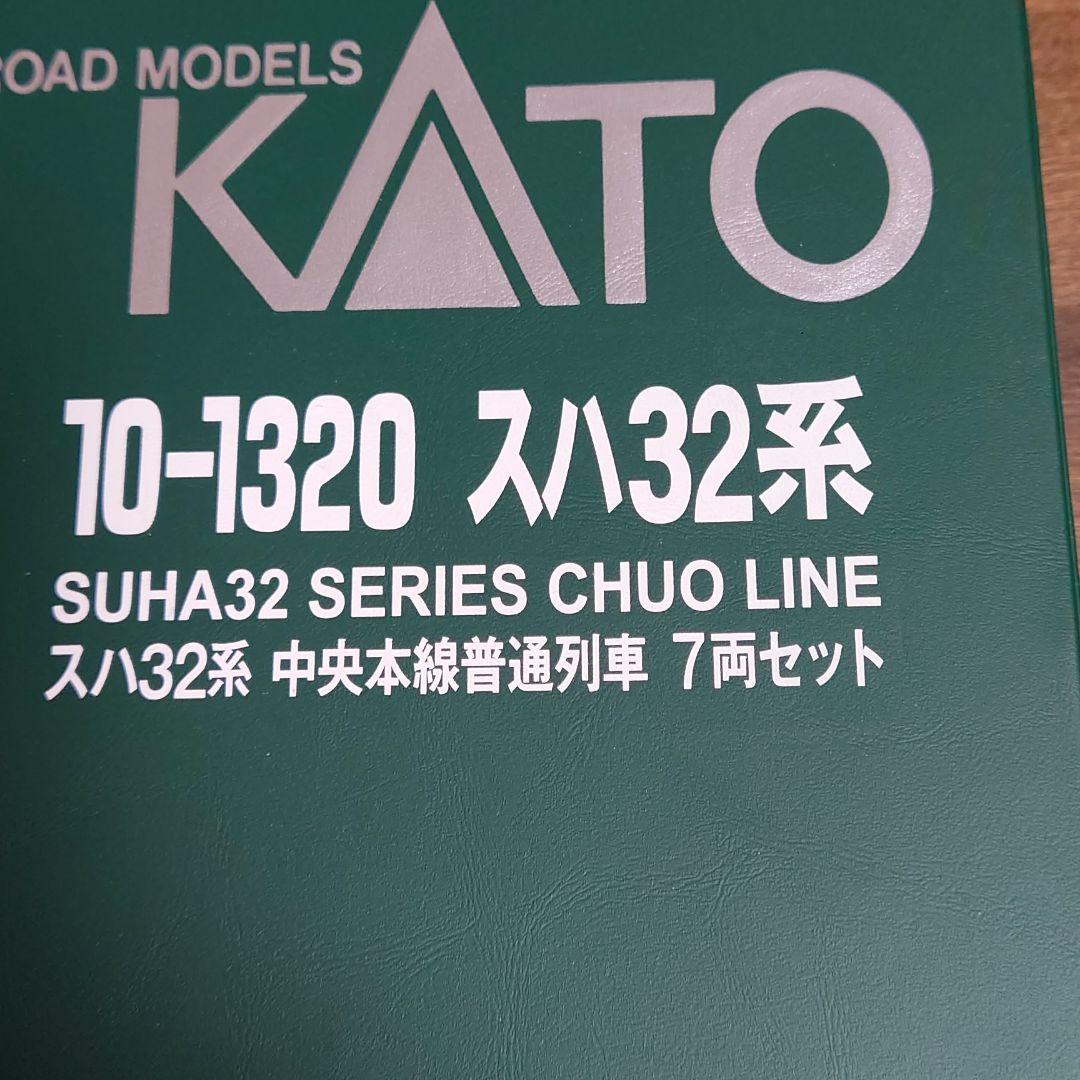 ROAD MODELS
KATO
10-1320 スハ32系
SUHA32 SERIES CHUO LINE
スハ32系 中央本線普通列車 7両セット